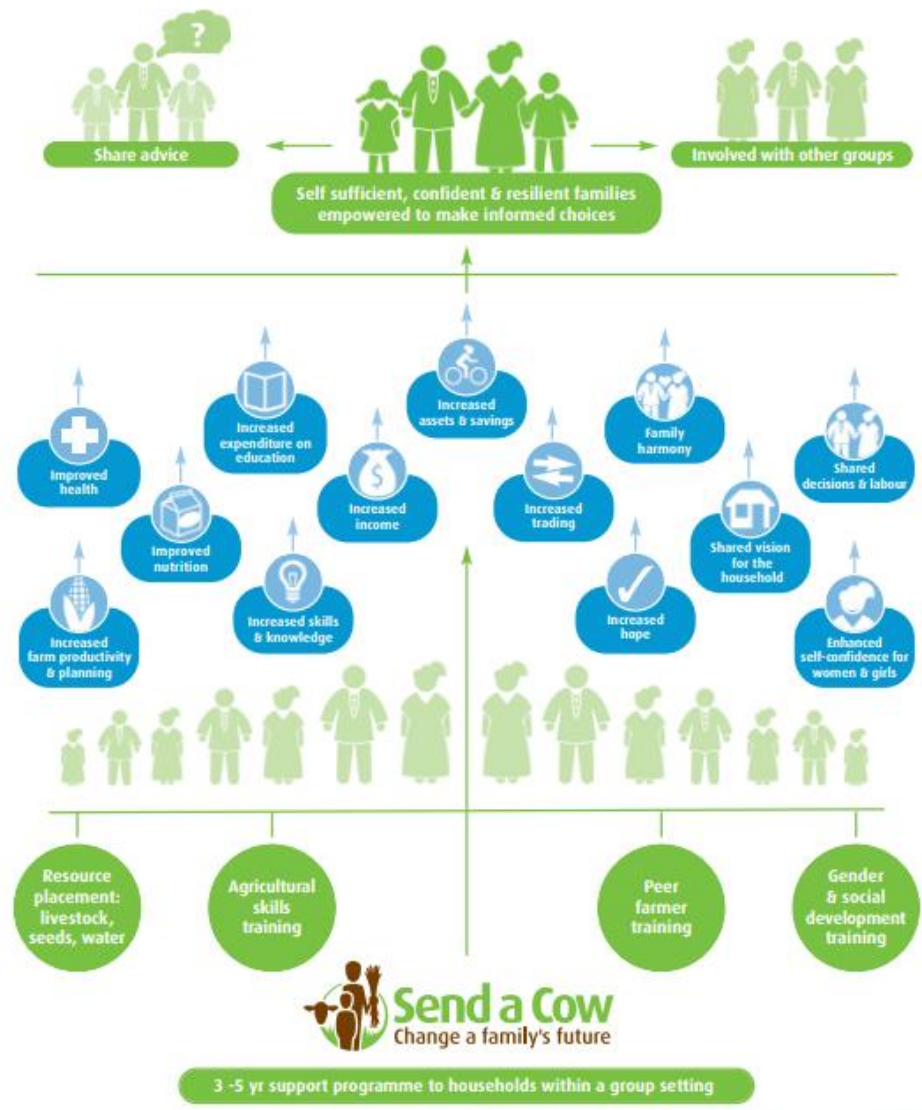 ?
Share advice
Involved with other groups
Self sufficient, confident & resilient families
empowered to make informed choices
Increased
assets & savings
Increased
expenditure on
education
Family
harmony
Improved
health
Shared
decisions & labour
$
Increased
income
Increased
trading
Improved
nutrition
Shared vision
for the
household
Increased skills
& knowledge
Increased
hope
Increased
farm productivity
& planning
Enhanced
self-confidence for
women & girls
Resource
placement:
livestock,
seeds, water
Agricultural
skills
training
Peer
farmer
training
Gender
& social
development
training
Send a Cow
Change a family's future
3 -5 yr support programme to households within a group setting